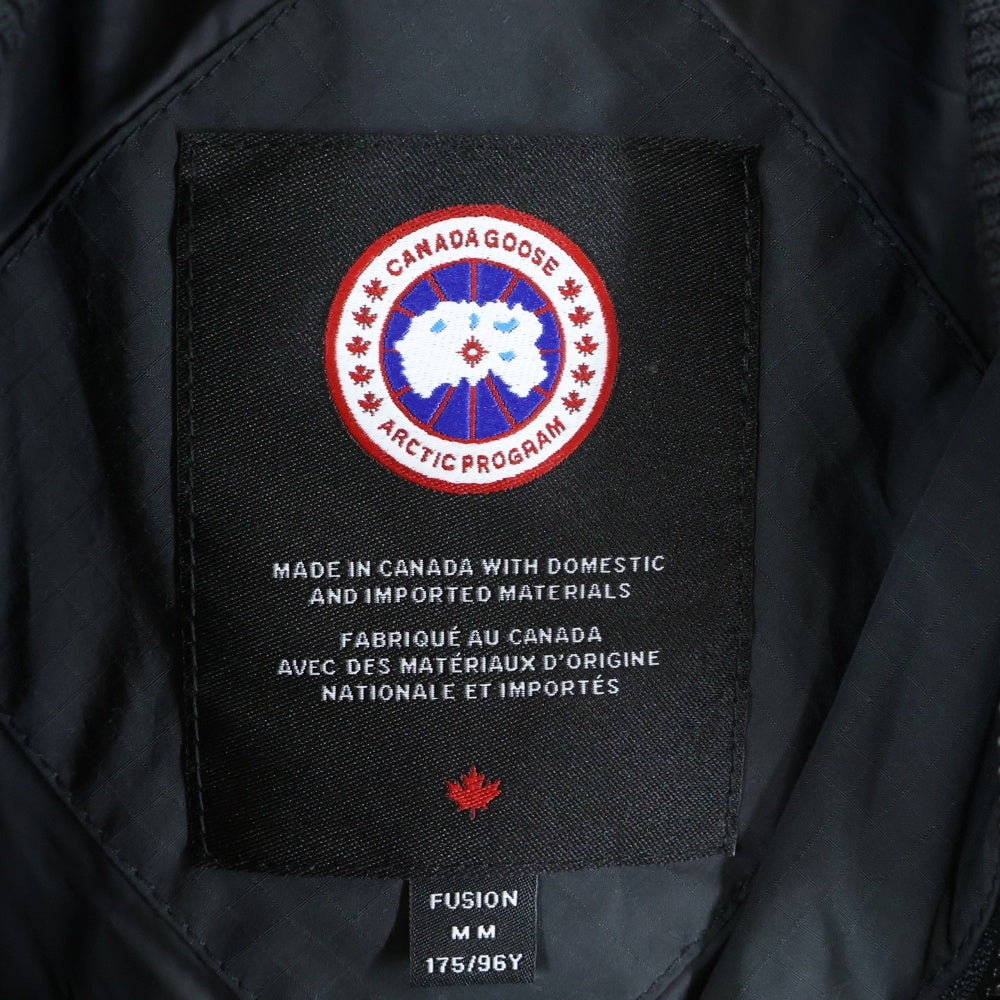 CANADA GOOSE
ARCTIC PROGRAM
MADE IN CANADA WITH DOMESTIC
AND IMPORTED MATERIALS
FABRIQUÉ AU CANADA
AVEC DES MATÉRIAUX D'ORIGINE
NATIONALE ET IMPORTÉS
FUSION
M M
175/96Y